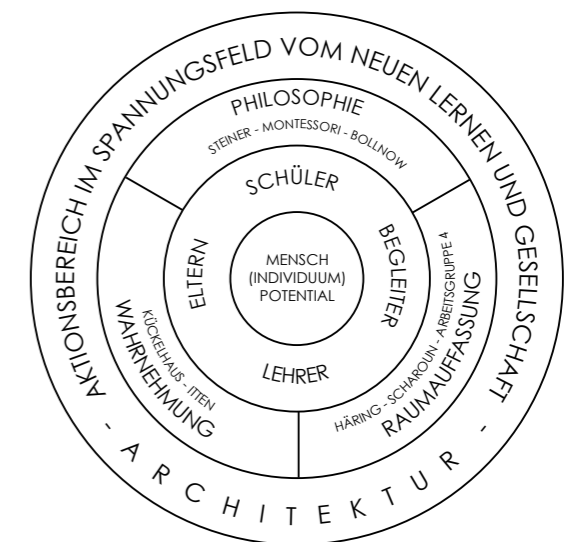 AKTIONSBEREICH IM SPANNUNGSFELD VOM NEUEN LERNEN UND GESELLSCHAFT
- ARCHITEKTUR -
PHILOSOPHIE
STEINER - MONTESSORI - BOLLNOW
WAHRNEHMUNG
KÜCKELHAUS - ITTEN
RAUMAUFFASSUNG
HÄRING - SCHAROUN - ARBEITSGRUPPE 4
SCHÜLER
ELTERN
BEGLEITER
LEHRER
MENSCH
(INDIVIDUUM)
POTENTIAL